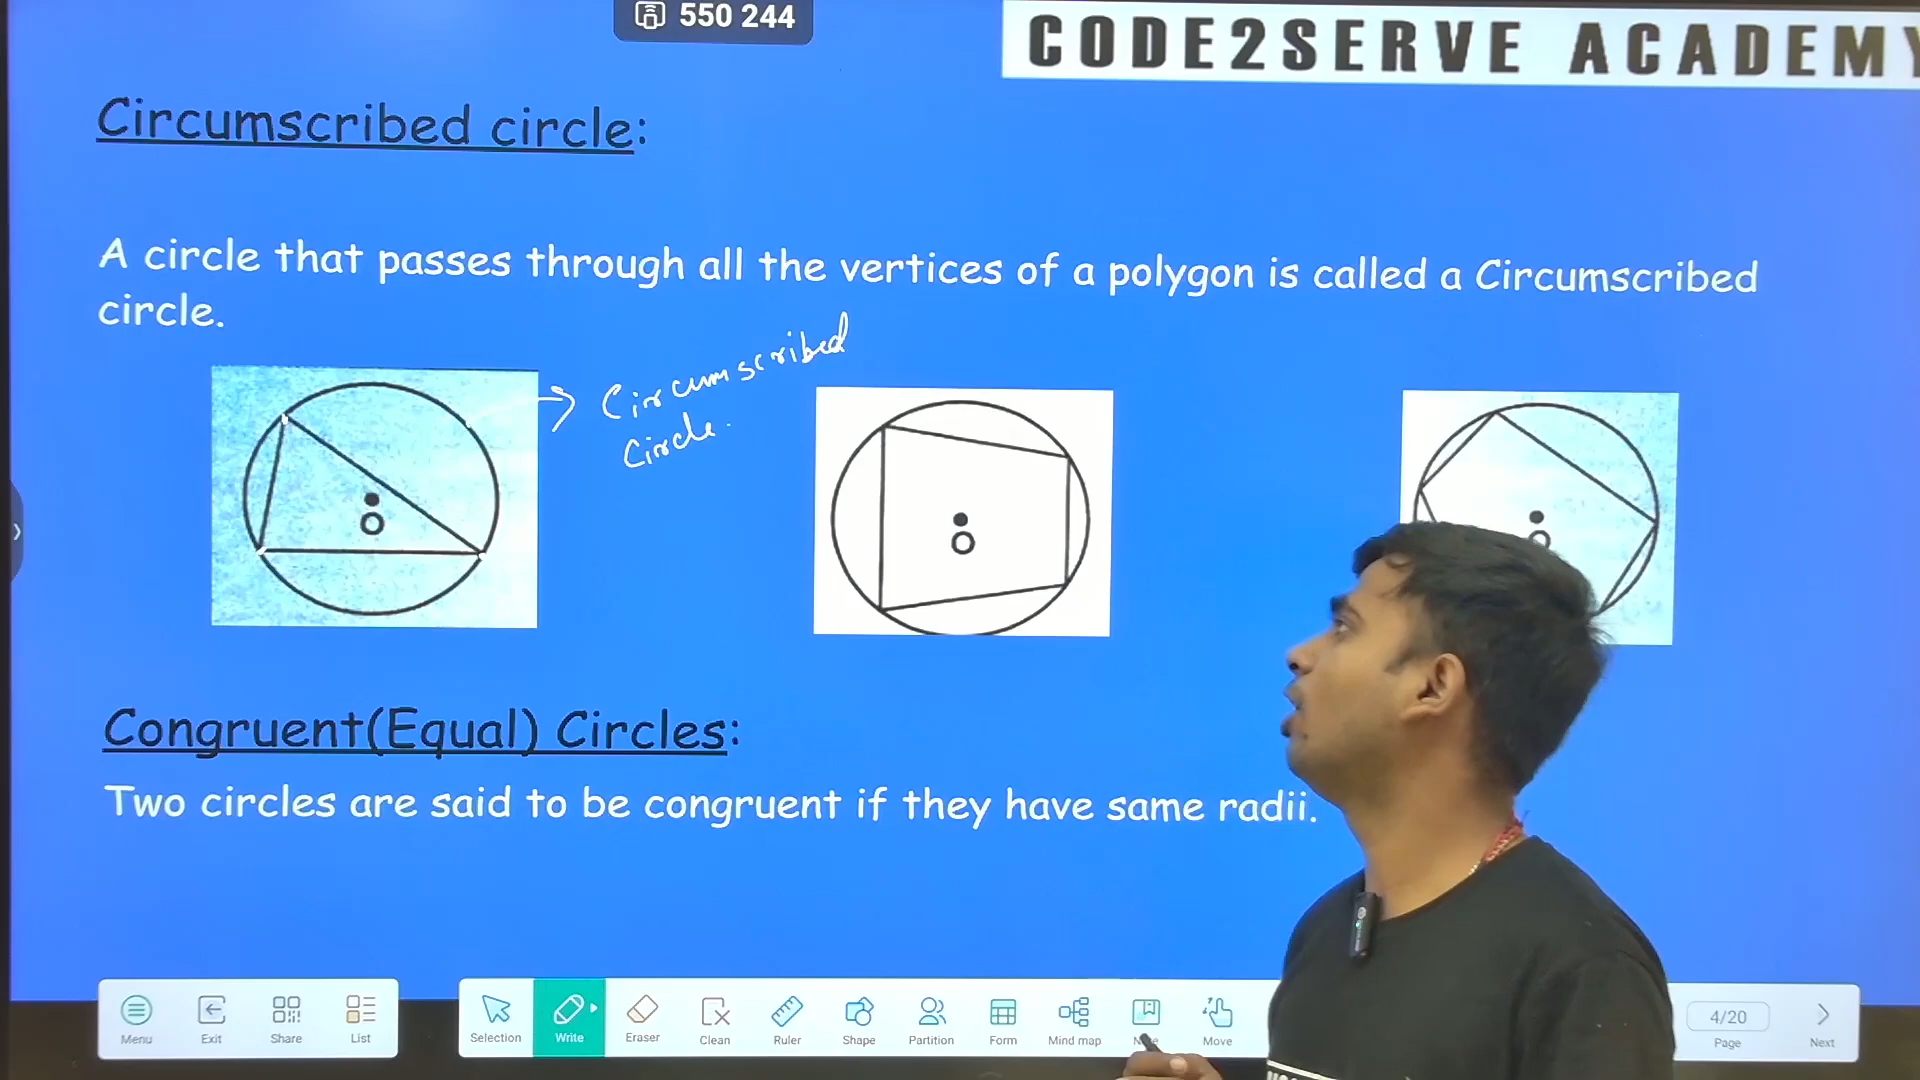 550 244
CODE2SERVE ACADEMY
Circumscribed circle:
A circle that passes through all the vertices of a polygon is called a Circumscribed
circle.
Circumscribed
Circle.
O
O
Congruent(Equal) Circles:
Two circles are said to be congruent if they have same radii.
Menu
Exit
Share
List
Selection
Write
Eraser
Clean
Ruler
Shape
Partition
Form
Mind map
Move
4/20
Page
Next